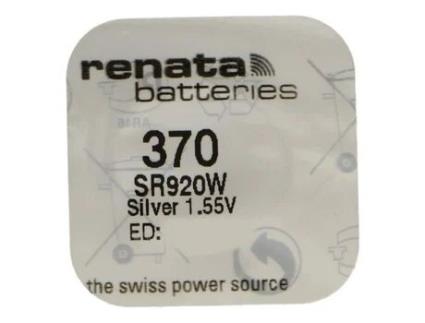 renata
batteries
370
SR920W
Silver 1.55V
ED:
the swiss power source